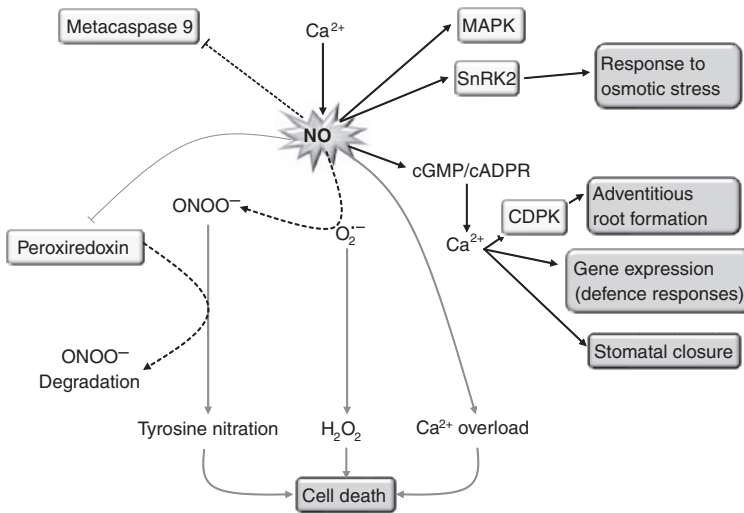 Metacaspase 9
Ca²⁺
MAPK
SnRK2
Response to
osmotic stress
NO
cGMP/cADPR
ONOO⁻
O₂•⁻
CDPK
Adventitious
root formation
Peroxiredoxin
Ca²⁺
Gene expression
(defence responses)
Stomatal closure
ONOO⁻
Degradation
Tyrosine nitration
H₂O₂
Ca²⁺ overload
Cell death